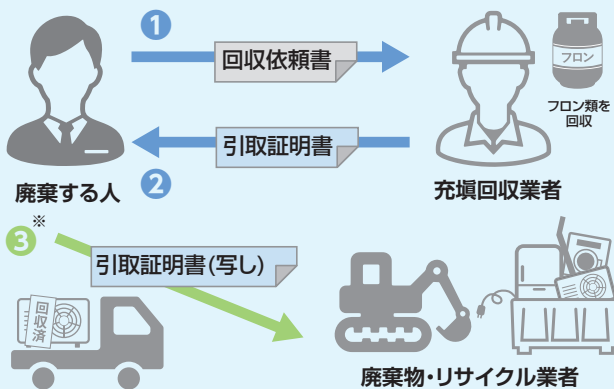 1
回収依頼書
フロン
フロン類を
回収
引取証明書
2
廃棄する人
充塡回収業者
※
3
引取証明書(写し)
回収済
廃棄物・リサイクル業者